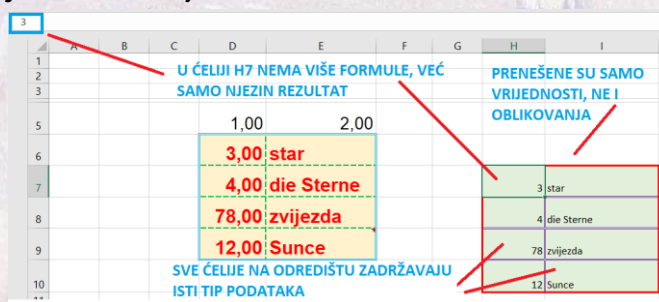 3
A B C D E F G H I
1
2
3
U ĆELIJI H7 NEMA VIŠE FORMULE, VEĆ
SAMO NJEZIN REZULTAT
PRENEŠENE SU SAMO
VRIJEDNOSTI, NE I
OBLIKOVANJA
5 1,00 2,00
6 3,00 star
7 4,00 die Sterne 3 star
8 78,00 zvijezda 4 die Sterne
9 12,00 Sunce 78 zvijezda
SVE ĆELIJE NA ODREDIŠTU ZADRŽAVAJU
ISTI TIP PODATAKA
10 12 Sunce